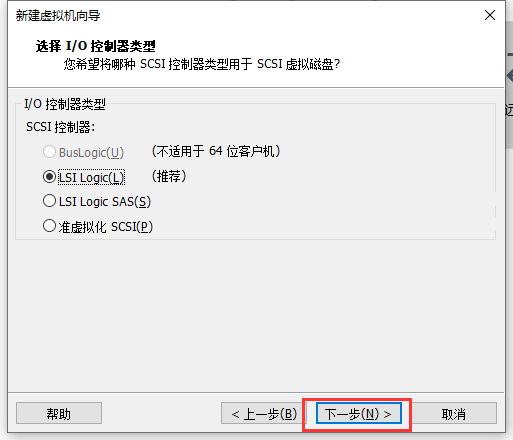 新建虚拟机向导
选择 I/O 控制器类型
您希望将哪种 SCSI 控制器类型用于 SCSI 虚拟磁盘?
I/O 控制器类型
SCSI 控制器:
BusLogic(U) (不适用于 64 位客户机)
LSI Logic(L) (推荐)
LSI Logic SAS(S)
准虚拟化 SCSI(P)
帮助 < 上一步(B) 下一步(N) > 取消